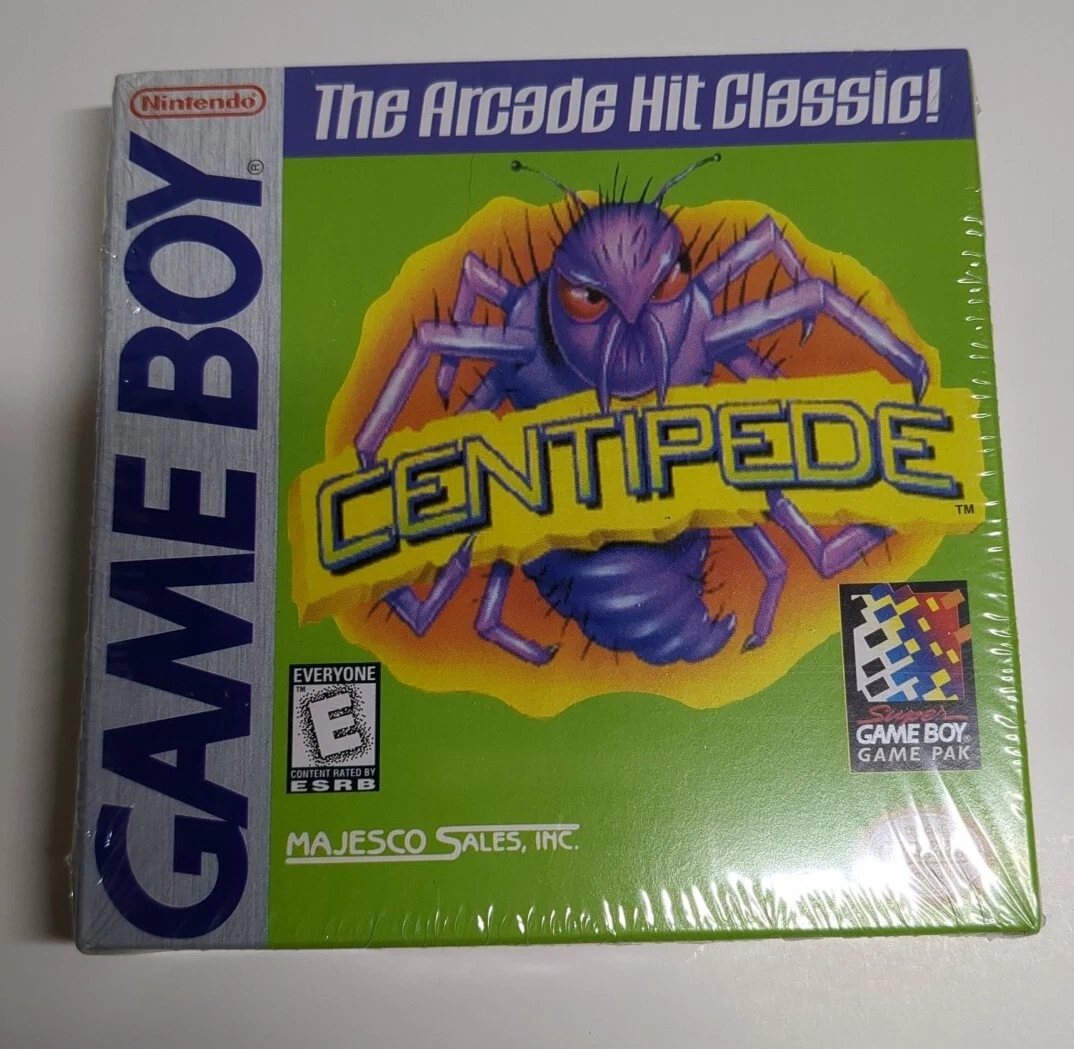 Nintendo®
GAME BOY®
The Arcade Hit Classic!
CENTIPEDE™
EVERYONE
™
E
CONTENT RATED BY
ESRB
Super
GAME BOY®
GAME PAK
MAJESCO SALES, INC.